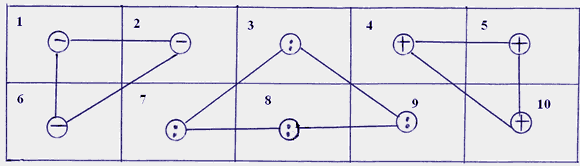 1 2 3 4 5
− − : + +
6 7 8 9 10
− : : : +